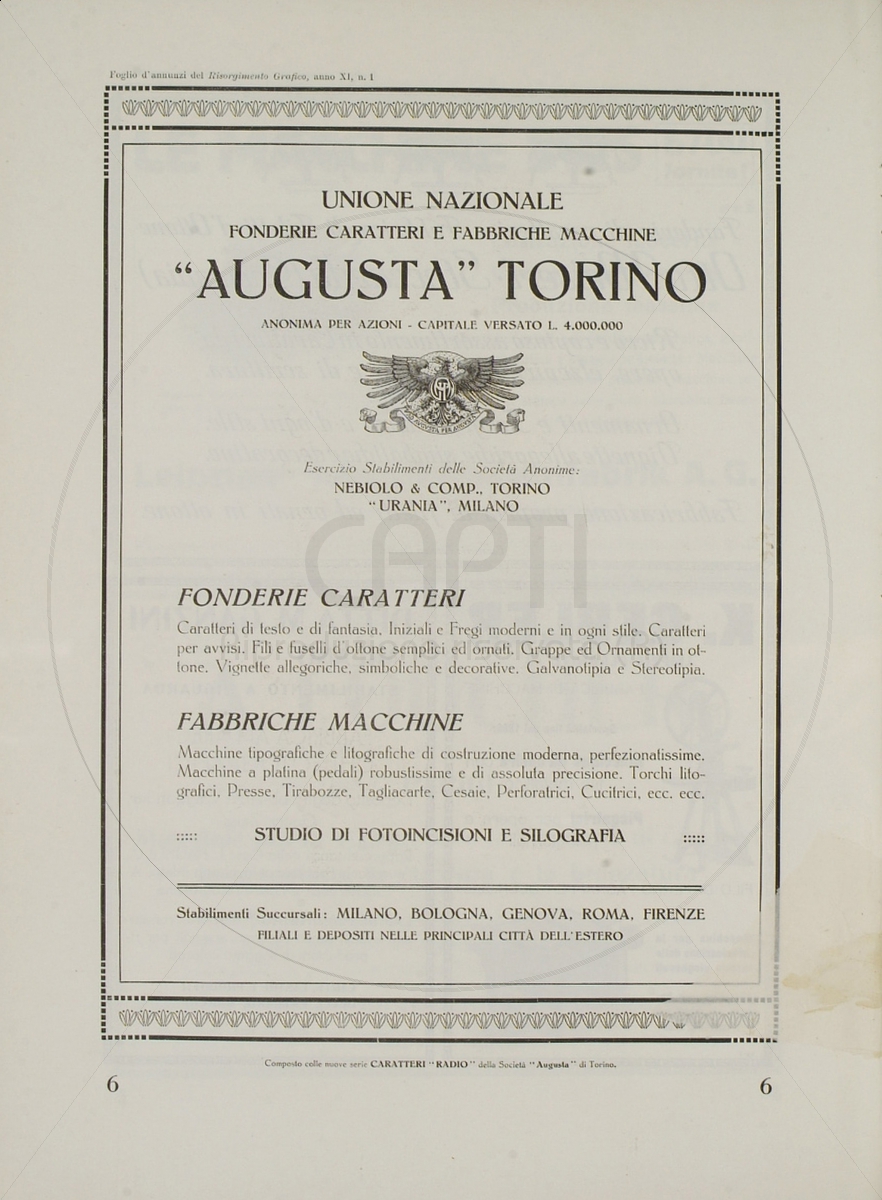 Foglio d'annunzi del Risorgimento Grafico, anno XI, n. 1
UNIONE NAZIONALE
FONDERIE CARATTERI E FABBRICHE MACCHINE
“AUGUSTA” TORINO
ANONIMA PER AZIONI - CAPITALE VERSATO L. 4.000.000
AUGUSTA PER ANGUSTA
Esercizio Stabilimenti delle Società Anonime:
NEBIOLO & COMP., TORINO
“URANIA”, MILANO
CAPTI
FONDERIE CARATTERI
Caratteri di testo e di fantasia, Iniziali e Fregi moderni e in ogni stile. Caratteri
per avvisi. Fili e fuselli d'ottone semplici ed ornati. Grappe ed Ornamenti in ot-
tone. Vignette allegoriche, simboliche e decorative. Galvanotipia e Stereotipia.
FABBRICHE MACCHINE
Macchine tipografiche e litografiche di costruzione moderna, perfezionatissime.
Macchine a platina (pedali) robustissime e di assoluta precisione. Torchi lito-
grafici, Presse, Tirabozze, Tagliacarte, Cesoie, Perforatrici, Cucitrici, ecc. ecc.
::::: STUDIO DI FOTOINCISIONI E SILOGRAFIA :::::
Stabilimenti Succursali: MILANO, BOLOGNA, GENOVA, ROMA, FIRENZE
FILIALI E DEPOSITI NELLE PRINCIPALI CITTÀ DELL'ESTERO
Composto colle nuove serie CARATTERI “RADIO” della Società “Augusta” di Torino.
6 6